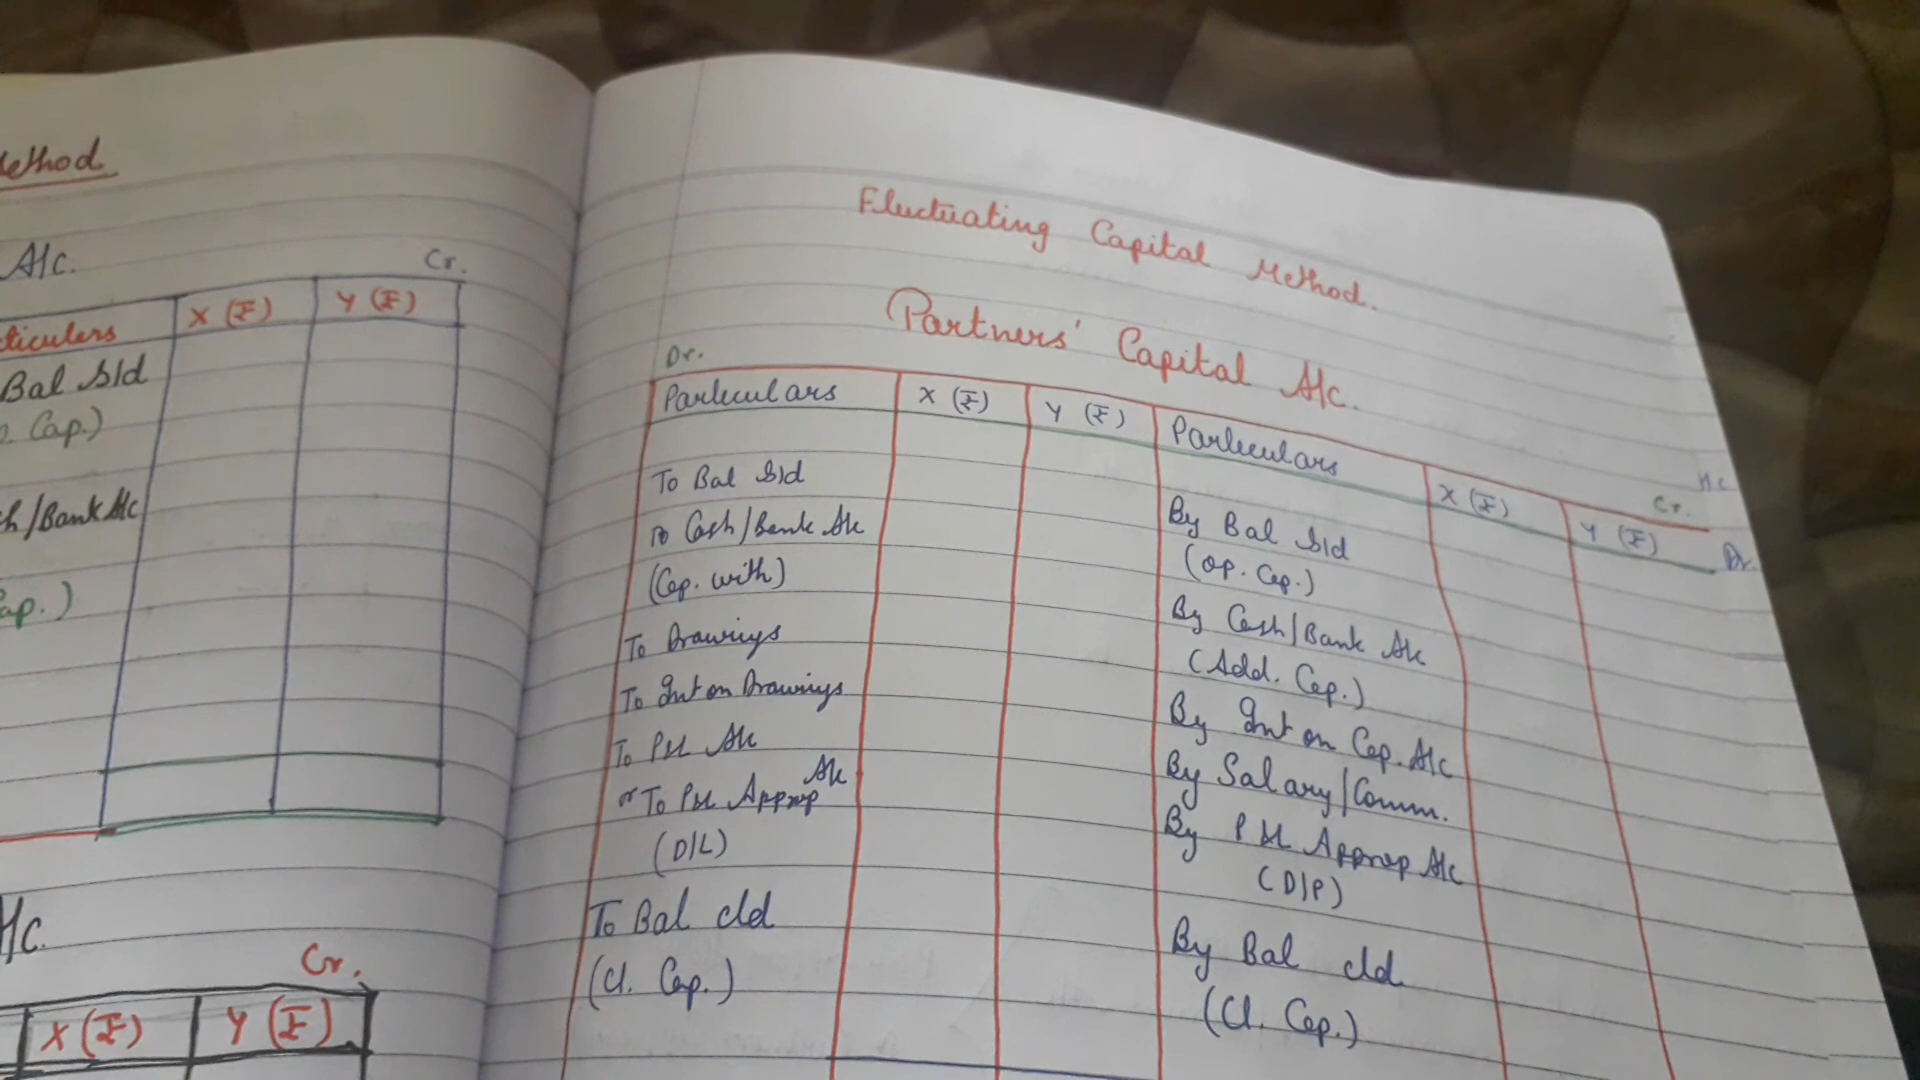 Method
A/c.
Cr.
X (₹) Y (₹)
Bal b/d
Cap.)
/Bank A/c
Cap.)
A/c.
Cr.
X (₹) Y (₹)
Fluctuating Capital Method.
Partners' Capital A/c.
Dr.
Cr.
Particulars X (₹) Y (₹) Particulars X (₹) Y (₹)
Dr.
To Bal b/d
To Cash/Bank A/c
(Cap. with)
To Drawings
To Int on Drawings
To P&L A/c
or To P&L Approp A/c
(D/L)
To Bal c/d
(Cl. Cap.)
By Bal b/d
(op. Cap.)
By Cash/Bank A/c
(Add. Cap.)
By Int on Cap. A/c
By Salary/Comm.
By P&L Approp A/c
(D/P)
By Bal c/d
(Cl. Cap.)